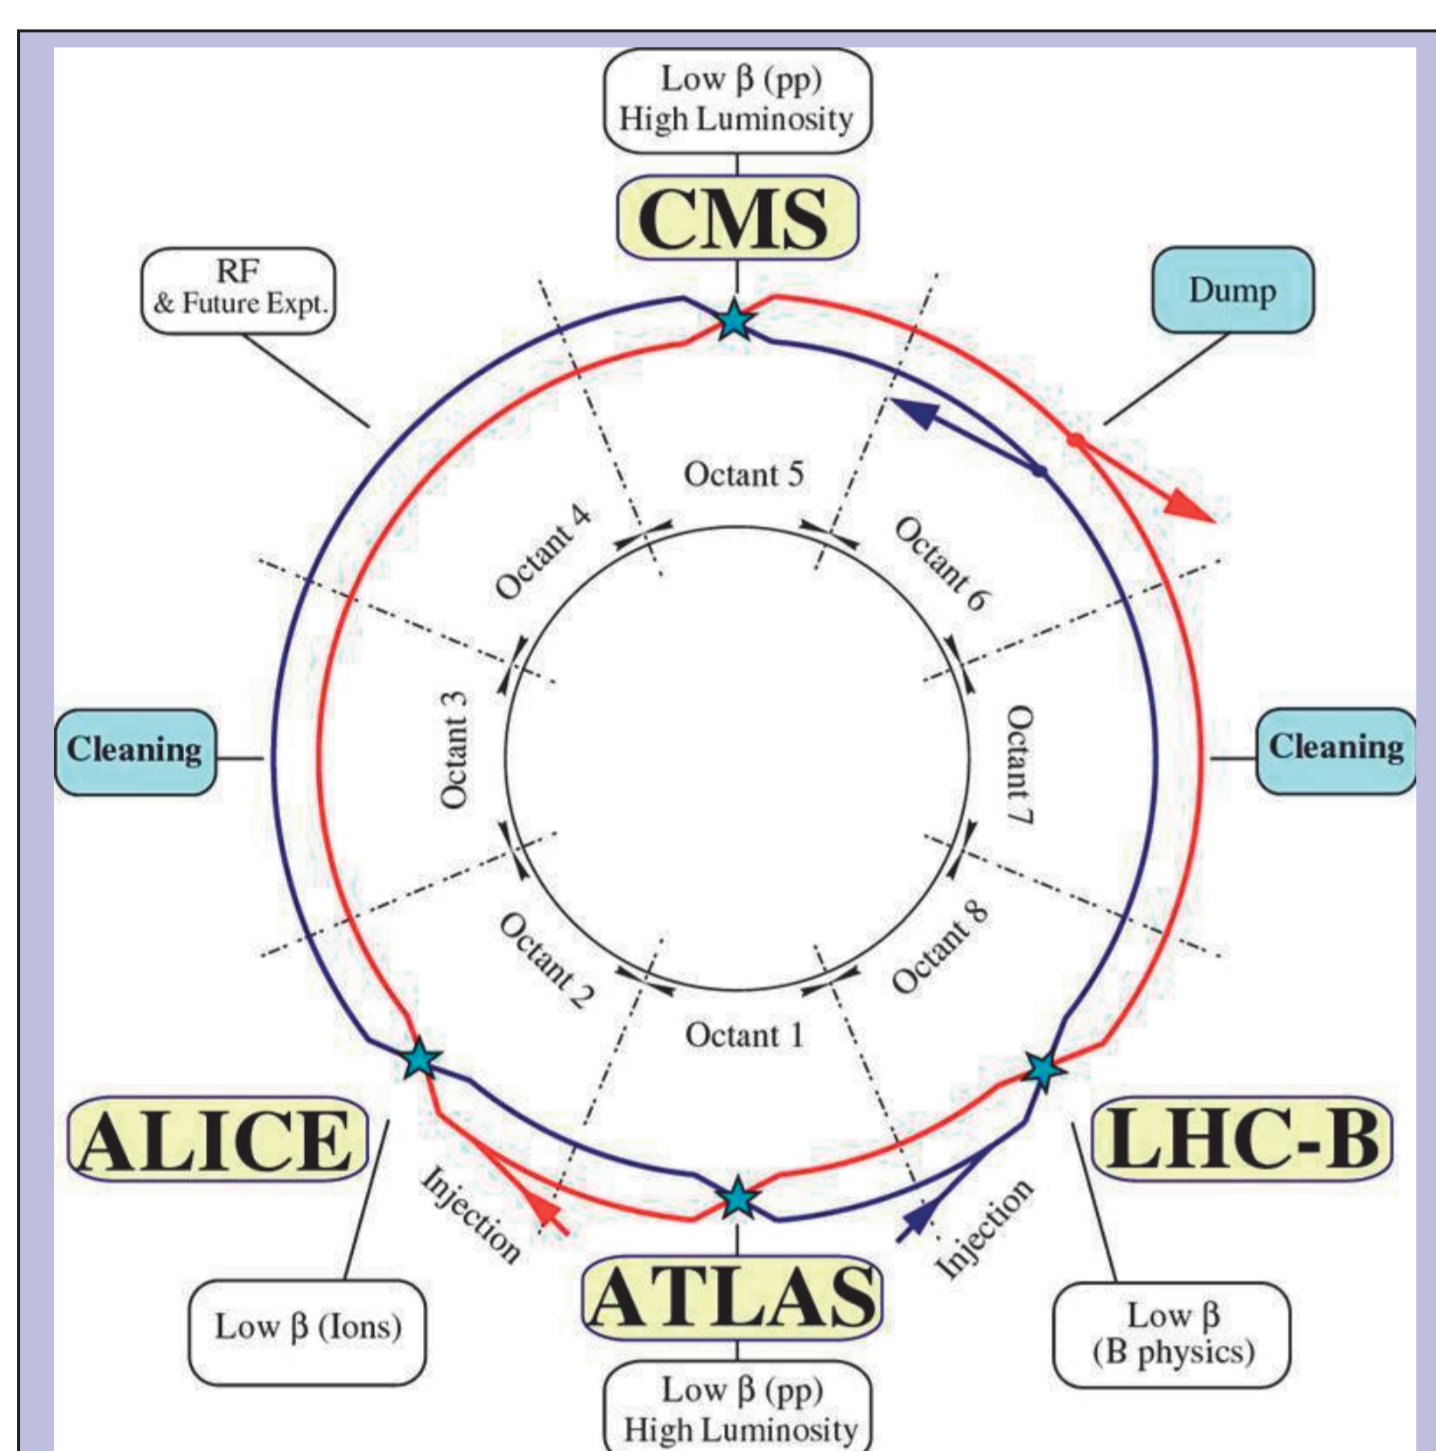 Low β (pp)
High Luminosity
CMS
RF
& Future Expt.
Dump
Octant 5
Octant 4
Octant 6
Cleaning
Octant 3
Octant 7
Cleaning
Octant 2
Octant 8
Octant 1
ALICE
LHC-B
Injection
Injection
ATLAS
Low β (Ions)
Low β
(B physics)
Low β (pp)
High Luminosity